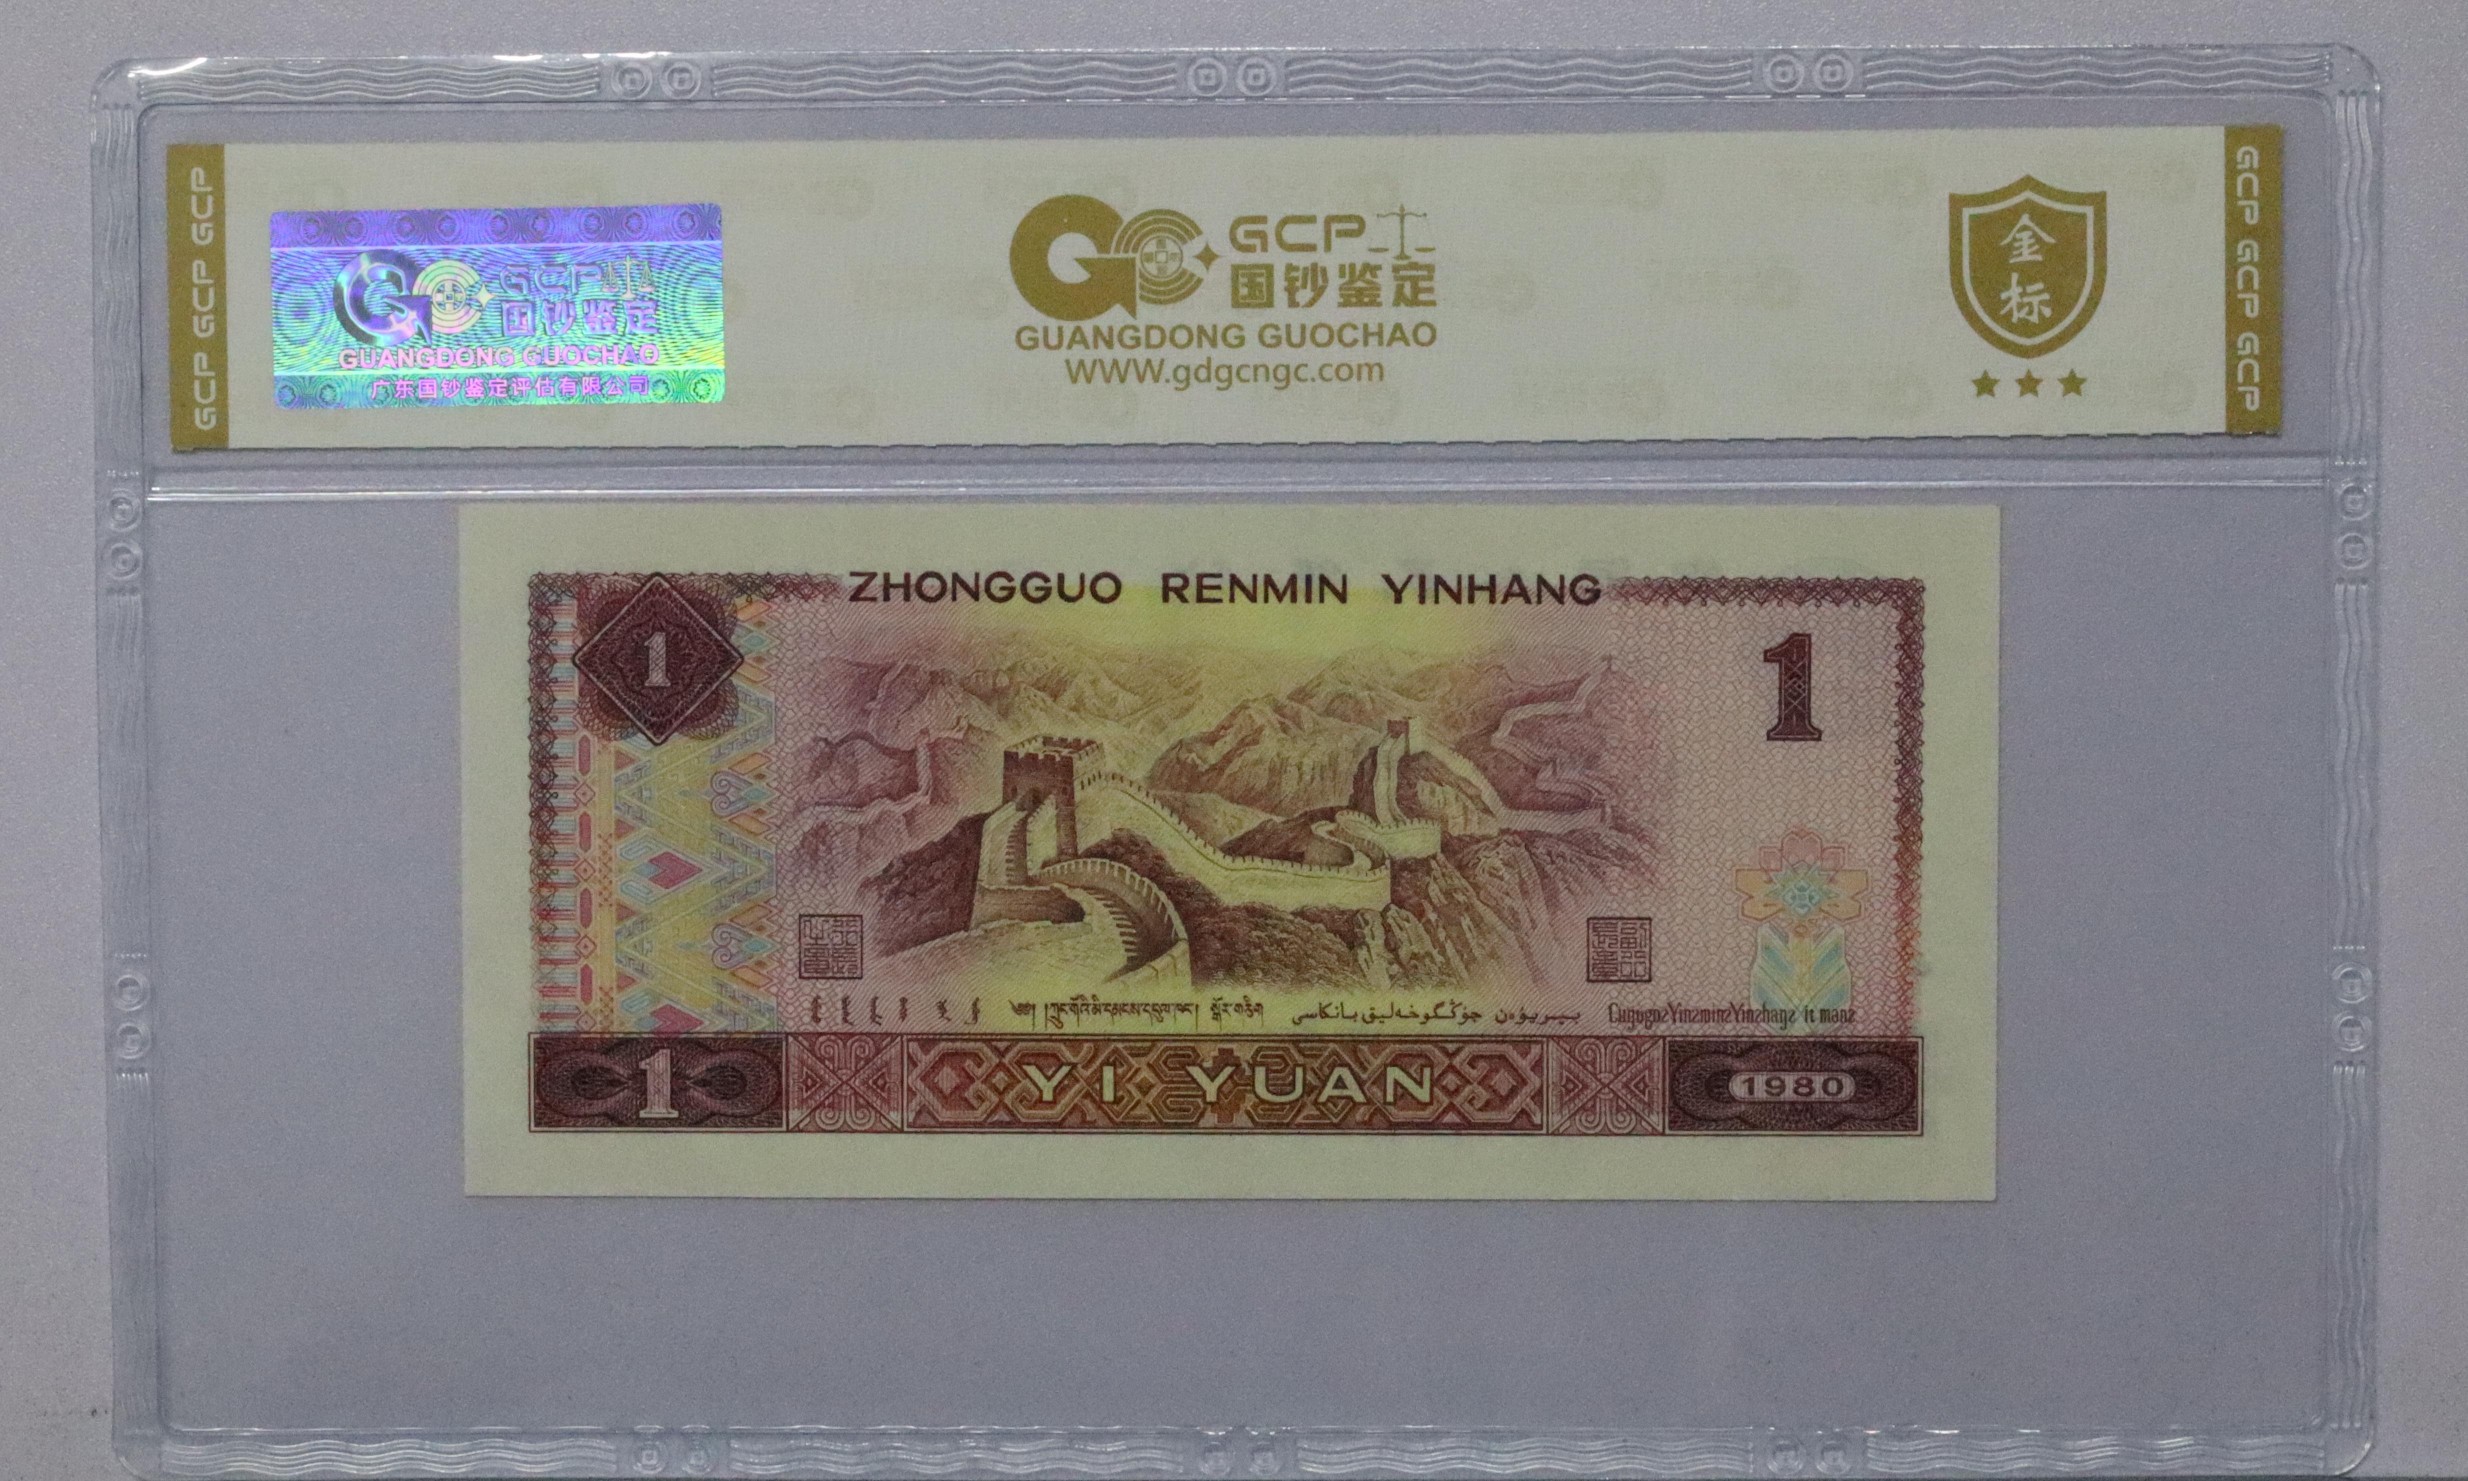 GCP GCP GCP
GCP 国钞鉴定
GUANGDONG GUOCHAO
广东国钞鉴定评估有限公司
GCP
国钞鉴定
GUANGDONG GUOCHAO
WWW.gdgcngc.com
金标
GCP GCP GCP
ZHONGGUO RENMIN YINHANG
1
1
1
YI YUAN
1980